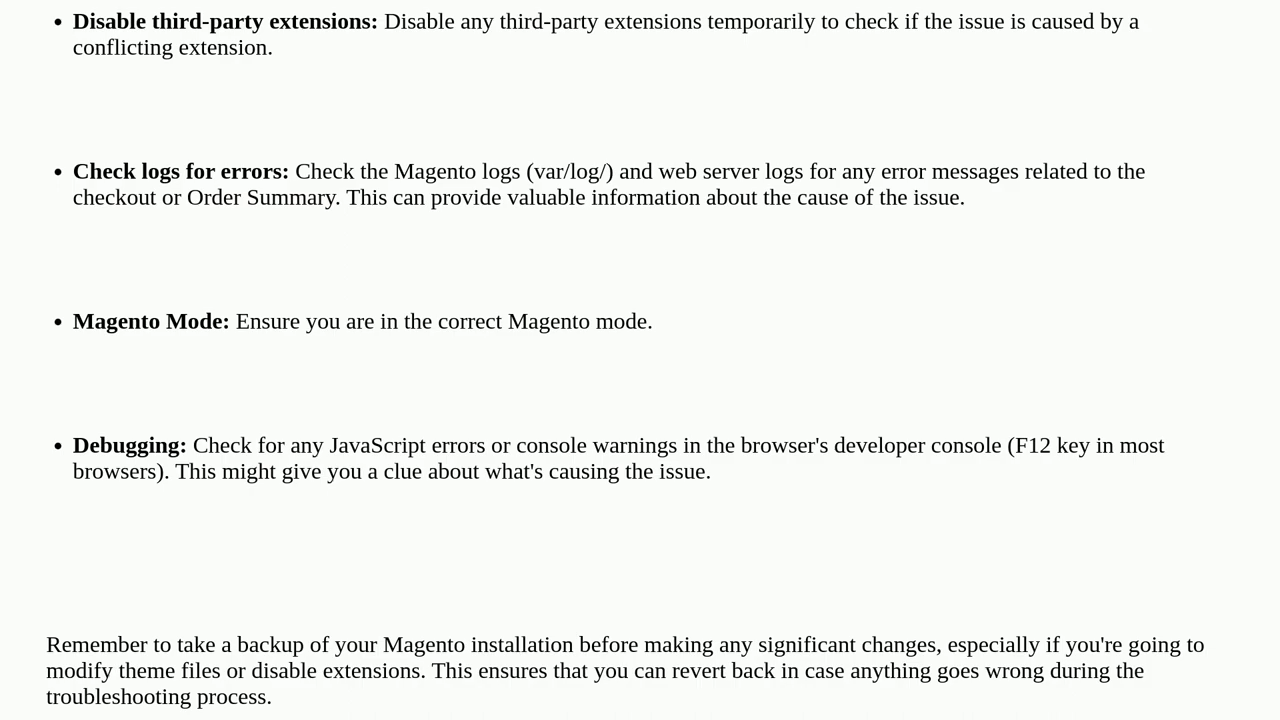 • Disable third-party extensions: Disable any third-party extensions temporarily to check if the issue is caused by a
conflicting extension.
• Check logs for errors: Check the Magento logs (var/log/) and web server logs for any error messages related to the
checkout or Order Summary. This can provide valuable information about the cause of the issue.
• Magento Mode: Ensure you are in the correct Magento mode.
• Debugging: Check for any JavaScript errors or console warnings in the browser's developer console (F12 key in most
browsers). This might give you a clue about what's causing the issue.
Remember to take a backup of your Magento installation before making any significant changes, especially if you're going to
modify theme files or disable extensions. This ensures that you can revert back in case anything goes wrong during the
troubleshooting process.